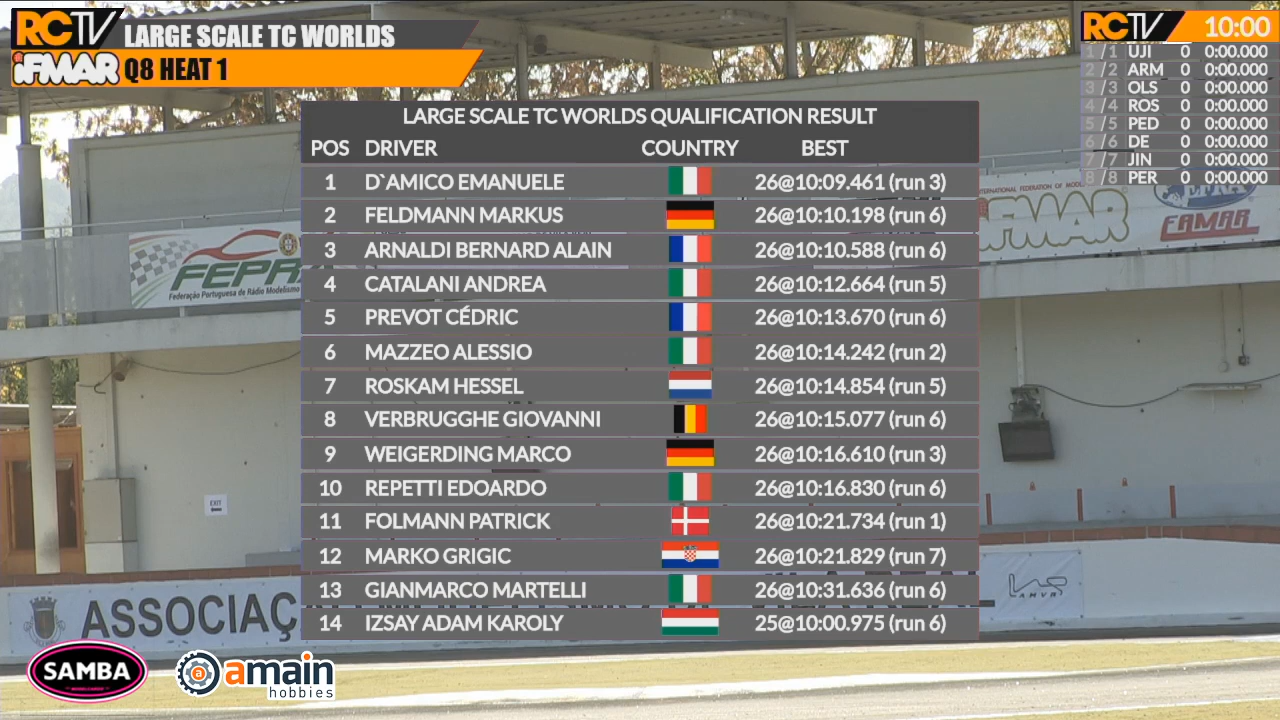 RCTV
LARGE SCALE TC WORLDS
iFMAR
Q8 HEAT 1
RCTV 10:00
1 /1 UJI 0 0:00.000
2 /2 ARM 0 0:00.000
3 /3 OLS 0 0:00.000
4 /4 ROS 0 0:00.000
5 /5 PED 0 0:00.000
6 /6 DE 0 0:00.000
7 /7 JIN 0 0:00.000
8 /8 PER 0 0:00.000
LARGE SCALE TC WORLDS QUALIFICATION RESULT
POS DRIVER COUNTRY BEST
1 D`AMICO EMANUELE 26@10:09.461 (run 3)
2 FELDMANN MARKUS 26@10:10.198 (run 6)
3 ARNALDI BERNARD ALAIN 26@10:10.588 (run 6)
4 CATALANI ANDREA 26@10:12.664 (run 5)
5 PREVOT CÉDRIC 26@10:13.670 (run 6)
6 MAZZEO ALESSIO 26@10:14.242 (run 2)
7 ROSKAM HESSEL 26@10:14.854 (run 5)
8 VERBRUGGHE GIOVANNI 26@10:15.077 (run 6)
9 WEIGERDING MARCO 26@10:16.610 (run 3)
10 REPETTI EDOARDO 26@10:16.830 (run 6)
11 FOLMANN PATRICK 26@10:21.734 (run 1)
12 MARKO GRIGIC 26@10:21.829 (run 7)
13 GIANMARCO MARTELLI 26@10:31.636 (run 6)
14 IZSAY ADAM KAROLY 25@10:00.975 (run 6)
FEPRA
Federação Portuguesa de Rádio Modelismo
INTERNATIONAL FEDERATION OF MODEL
iFMAR
EFRA
FAMAR
EXIT
ASSOCIAÇ
AMVR
SAMBA
amain
hobbies